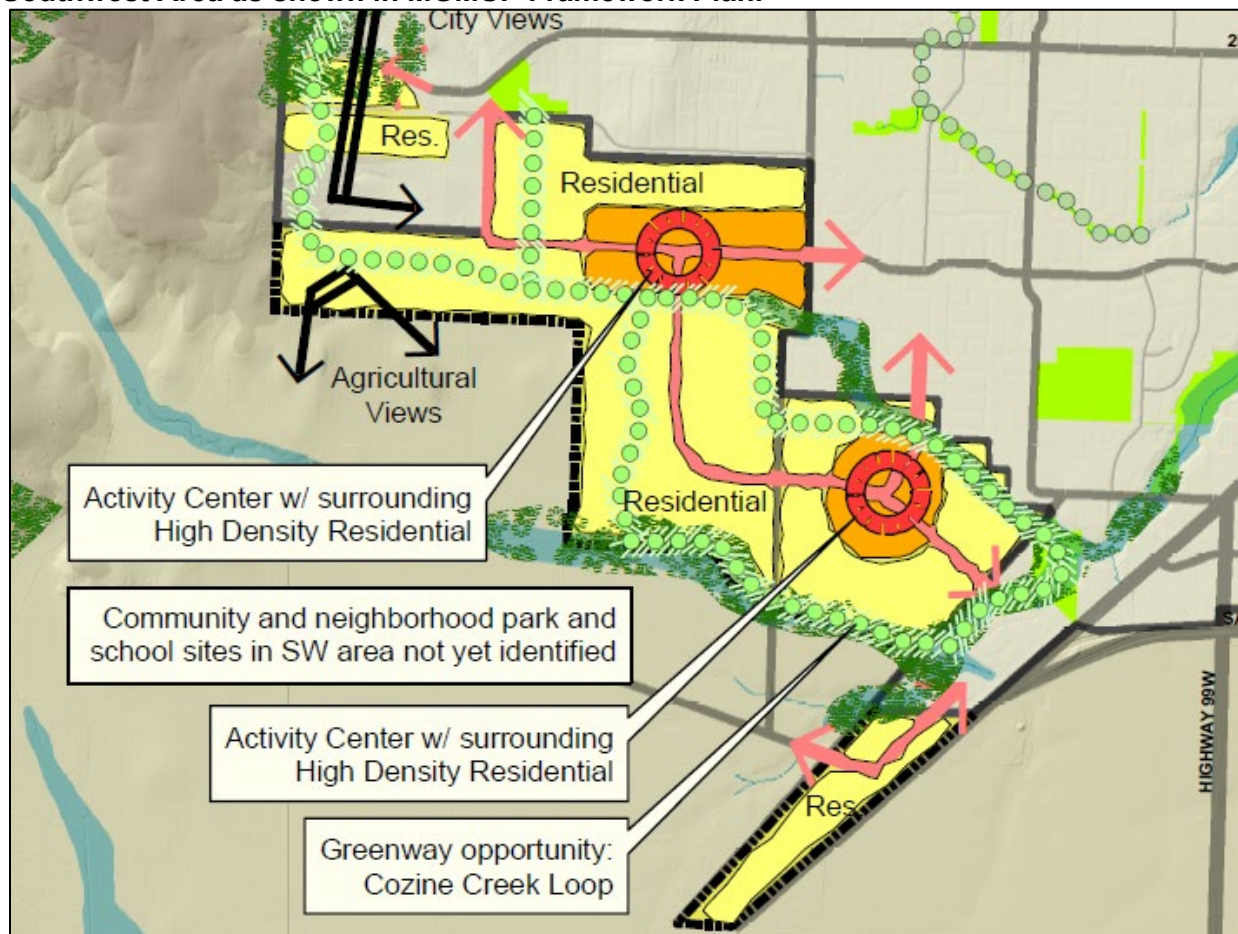 City Views
2
Res.
Residential
Agricultural
Views
Activity Center w/ surrounding
High Density Residential
Residential
Community and neighborhood park and
school sites in SW area not yet identified
Activity Center w/ surrounding
High Density Residential
HIGHWAY 99W
Res.
Greenway opportunity:
Cozine Creek Loop